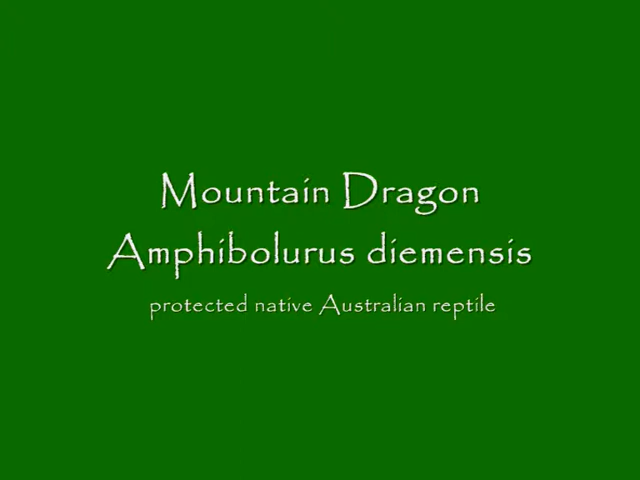 Mountain Dragon
Amphibolurus diemensis
protected native Australian reptile